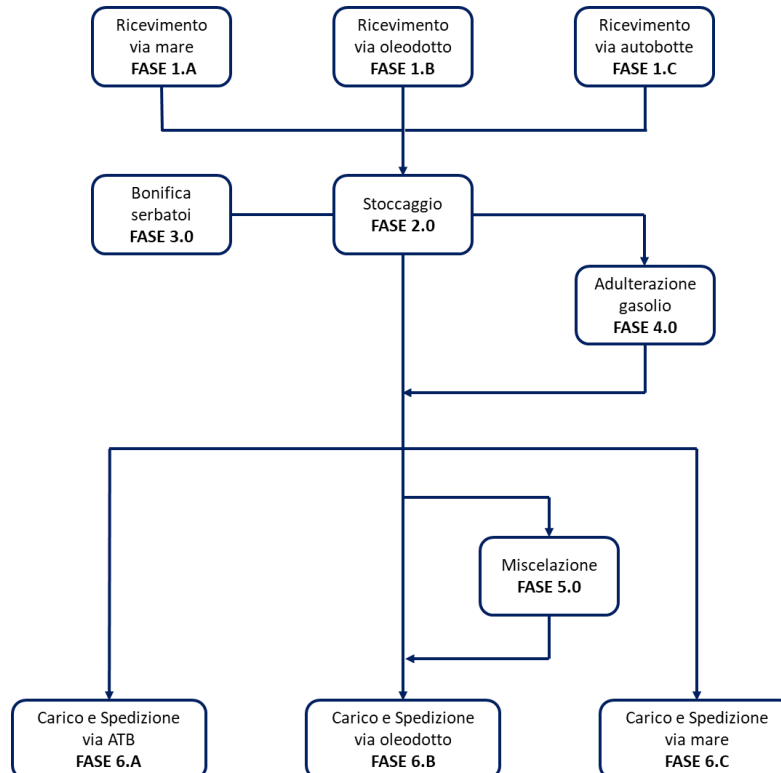 Ricevimento
via mare
FASE 1.A
Ricevimento
via oleodotto
FASE 1.B
Ricevimento
via autobotte
FASE 1.C
Bonifica
serbatoi
FASE 3.0
Stoccaggio
FASE 2.0
Adulterazione
gasolio
FASE 4.0
Miscelazione
FASE 5.0
Carico e Spedizione
via ATB
FASE 6.A
Carico e Spedizione
via oleodotto
FASE 6.B
Carico e Spedizione
via mare
FASE 6.C